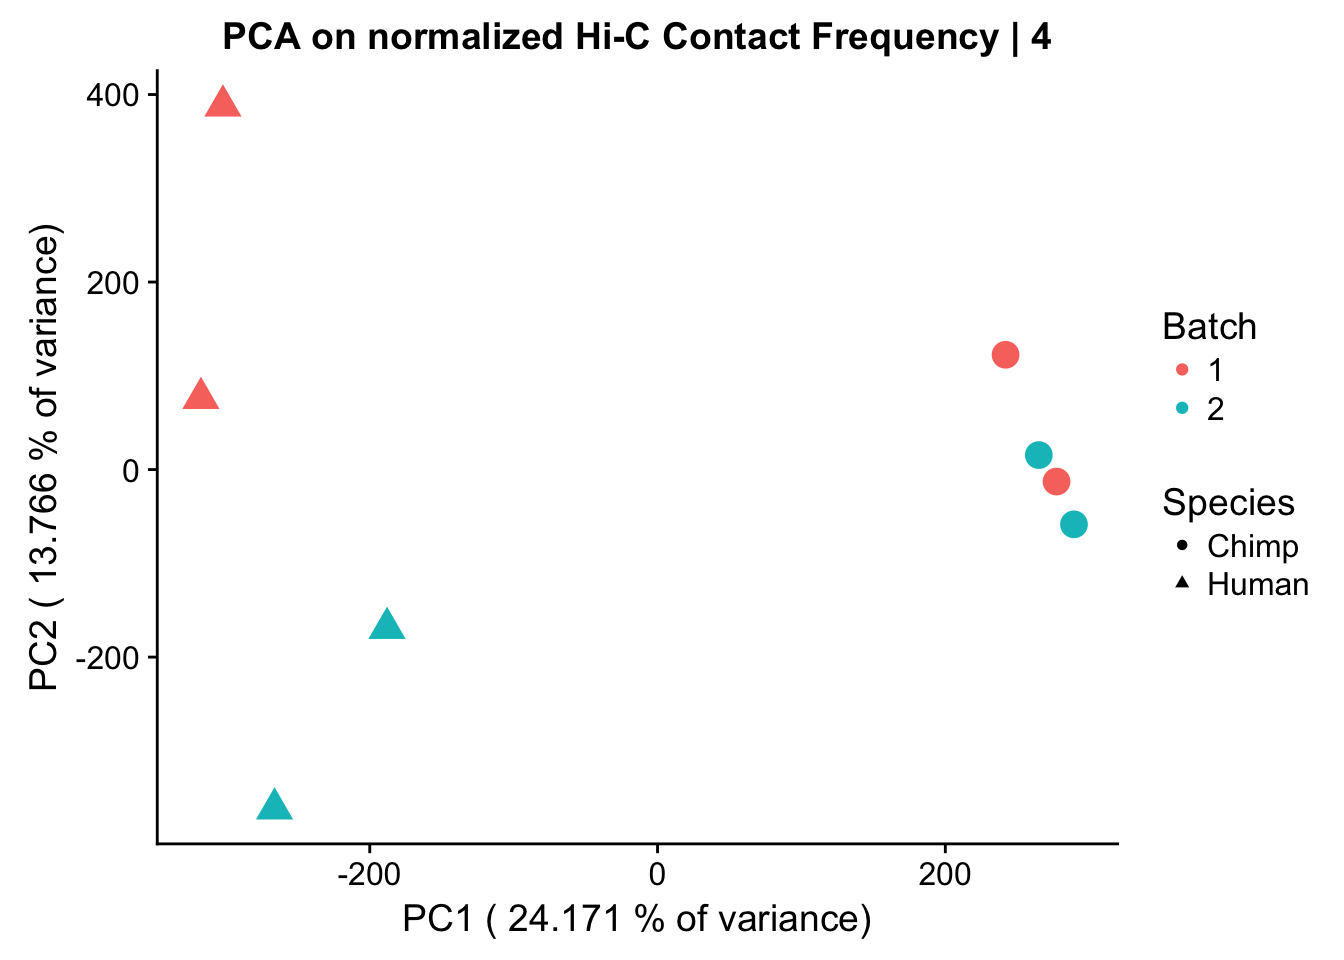 PCA on normalized Hi-C Contact Frequency | 4
400
200
0
-200
PC2 ( 13.766 % of variance)
-200
0
200
PC1 ( 24.171 % of variance)
Batch
1
2
Species
Chimp
Human